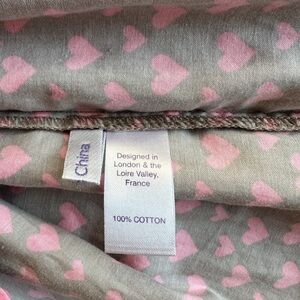 China
Designed in
London & the
Loire Valley,
France
100% COTTON